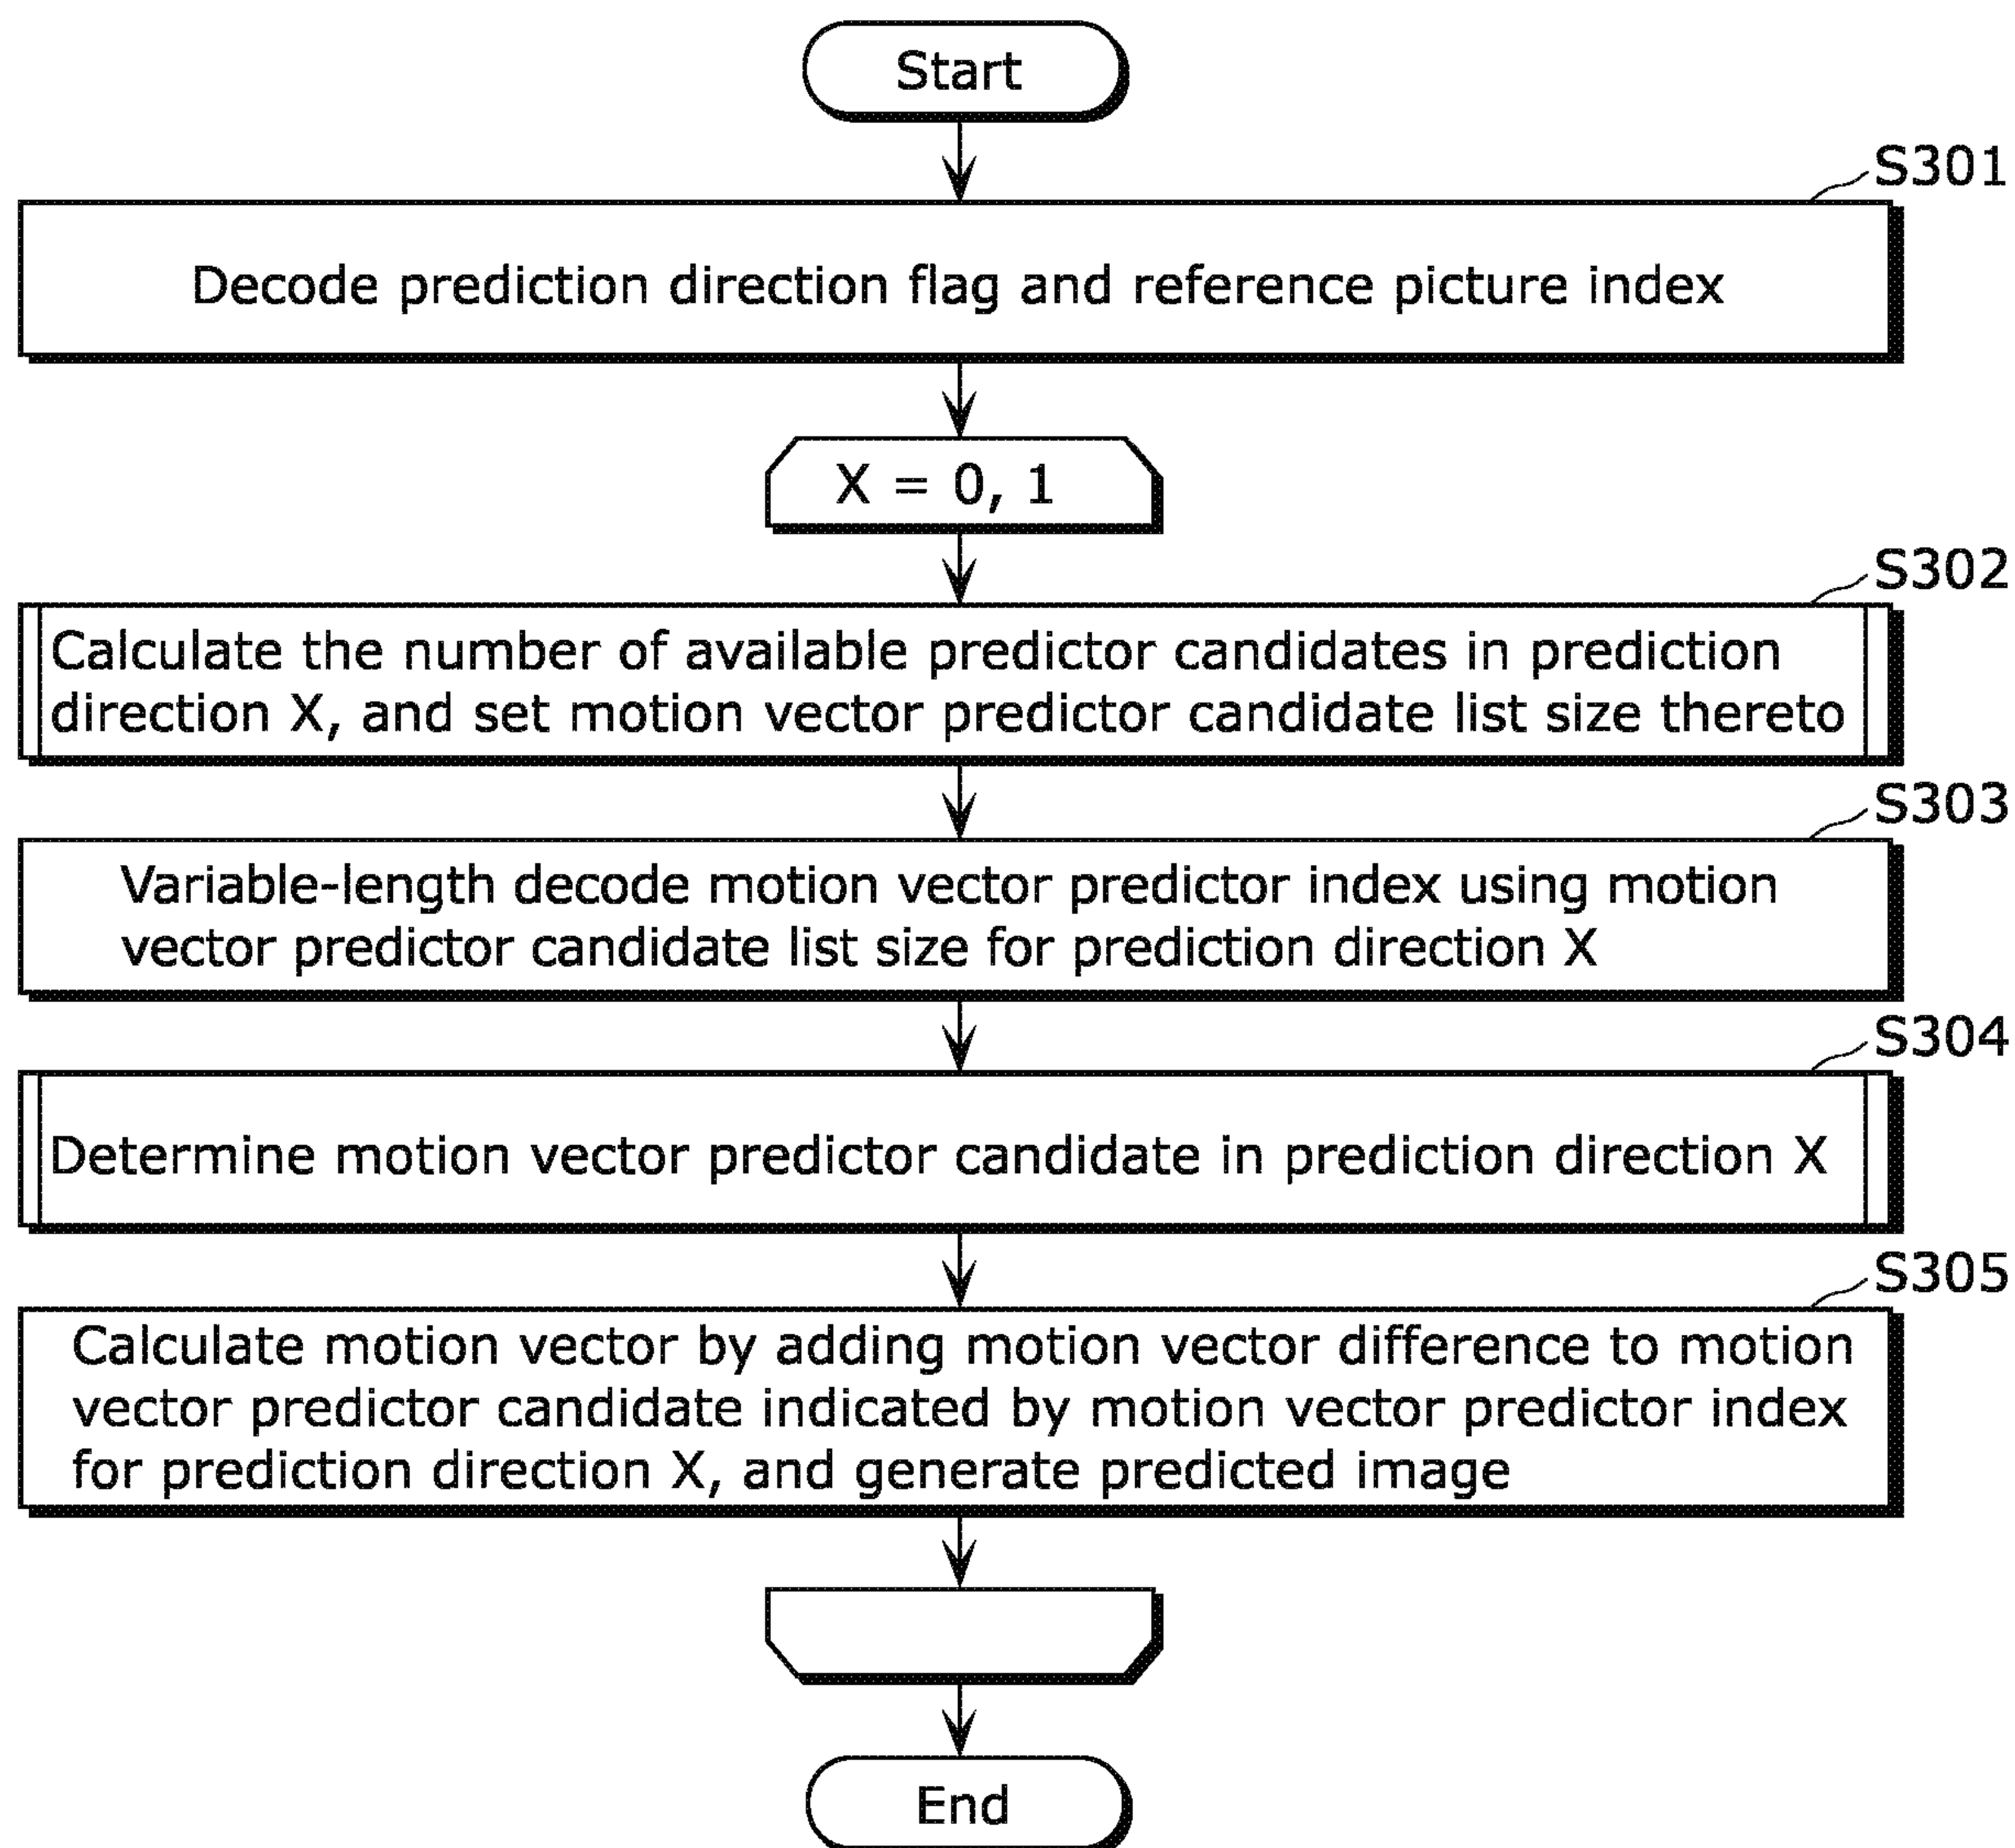 Start
S301
Decode prediction direction flag and reference picture index
X = 0, 1
S302
Calculate the number of available predictor candidates in prediction
direction X, and set motion vector predictor candidate list size thereto
S303
Variable-length decode motion vector predictor index using motion
vector predictor candidate list size for prediction direction X
S304
Determine motion vector predictor candidate in prediction direction X
S305
Calculate motion vector by adding motion vector difference to motion
vector predictor candidate indicated by motion vector predictor index
for prediction direction X, and generate predicted image
End